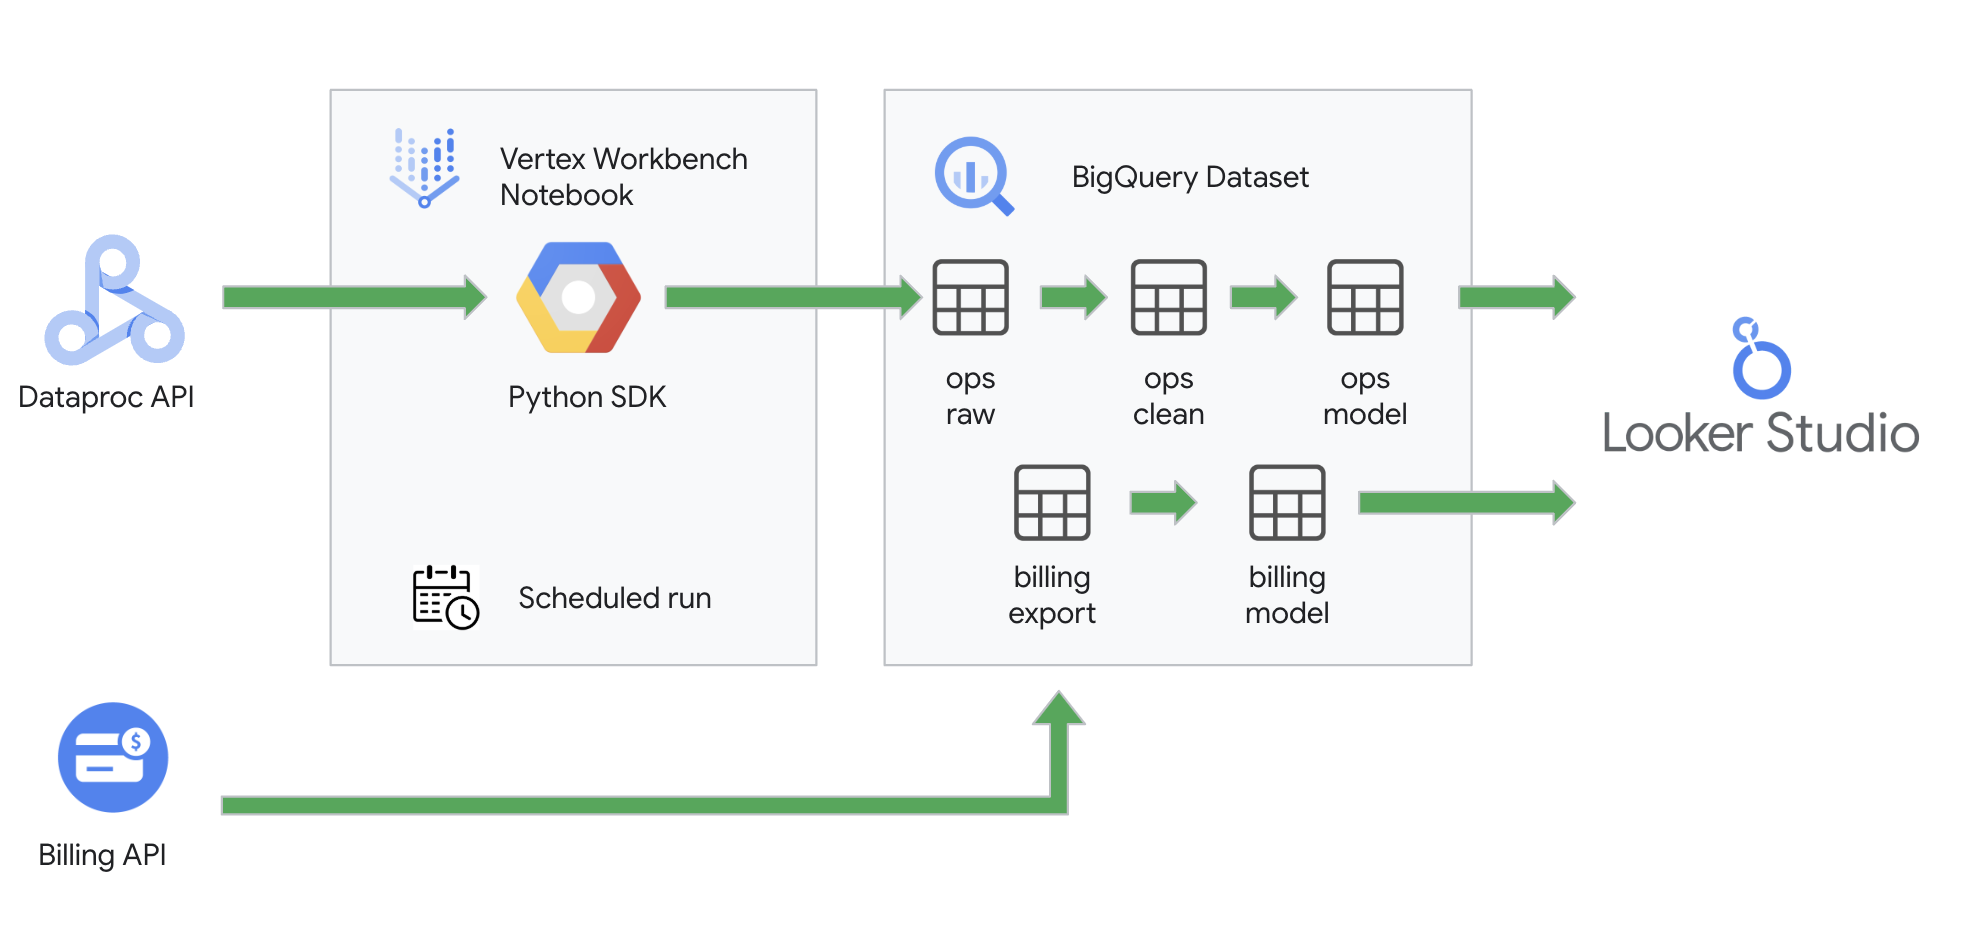 Vertex Workbench
Notebook
BigQuery Dataset
Dataproc API
Python SDK
ops
raw
ops
clean
ops
model
Looker Studio
billing
export
billing
model
Scheduled run
$
Billing API